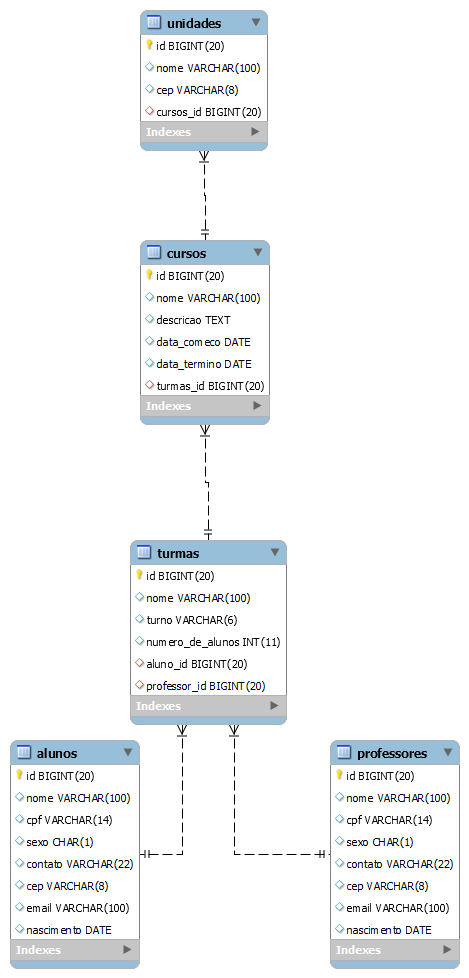 unidades
id BIGINT(20)
nome VARCHAR(100)
cep VARCHAR(8)
cursos_id BIGINT(20)
Indexes
cursos
id BIGINT(20)
nome VARCHAR(100)
descricao TEXT
data_comeco DATE
data_termino DATE
turmas_id BIGINT(20)
Indexes
turmas
id BIGINT(20)
nome VARCHAR(100)
turno VARCHAR(6)
numero_de_alunos INT(11)
aluno_id BIGINT(20)
professor_id BIGINT(20)
Indexes
alunos
id BIGINT(20)
nome VARCHAR(100)
cpf VARCHAR(14)
sexo CHAR(1)
contato VARCHAR(22)
cep VARCHAR(8)
email VARCHAR(100)
nascimento DATE
Indexes
professores
id BIGINT(20)
nome VARCHAR(100)
cpf VARCHAR(14)
sexo CHAR(1)
contato VARCHAR(22)
cep VARCHAR(8)
email VARCHAR(100)
nascimento DATE
Indexes